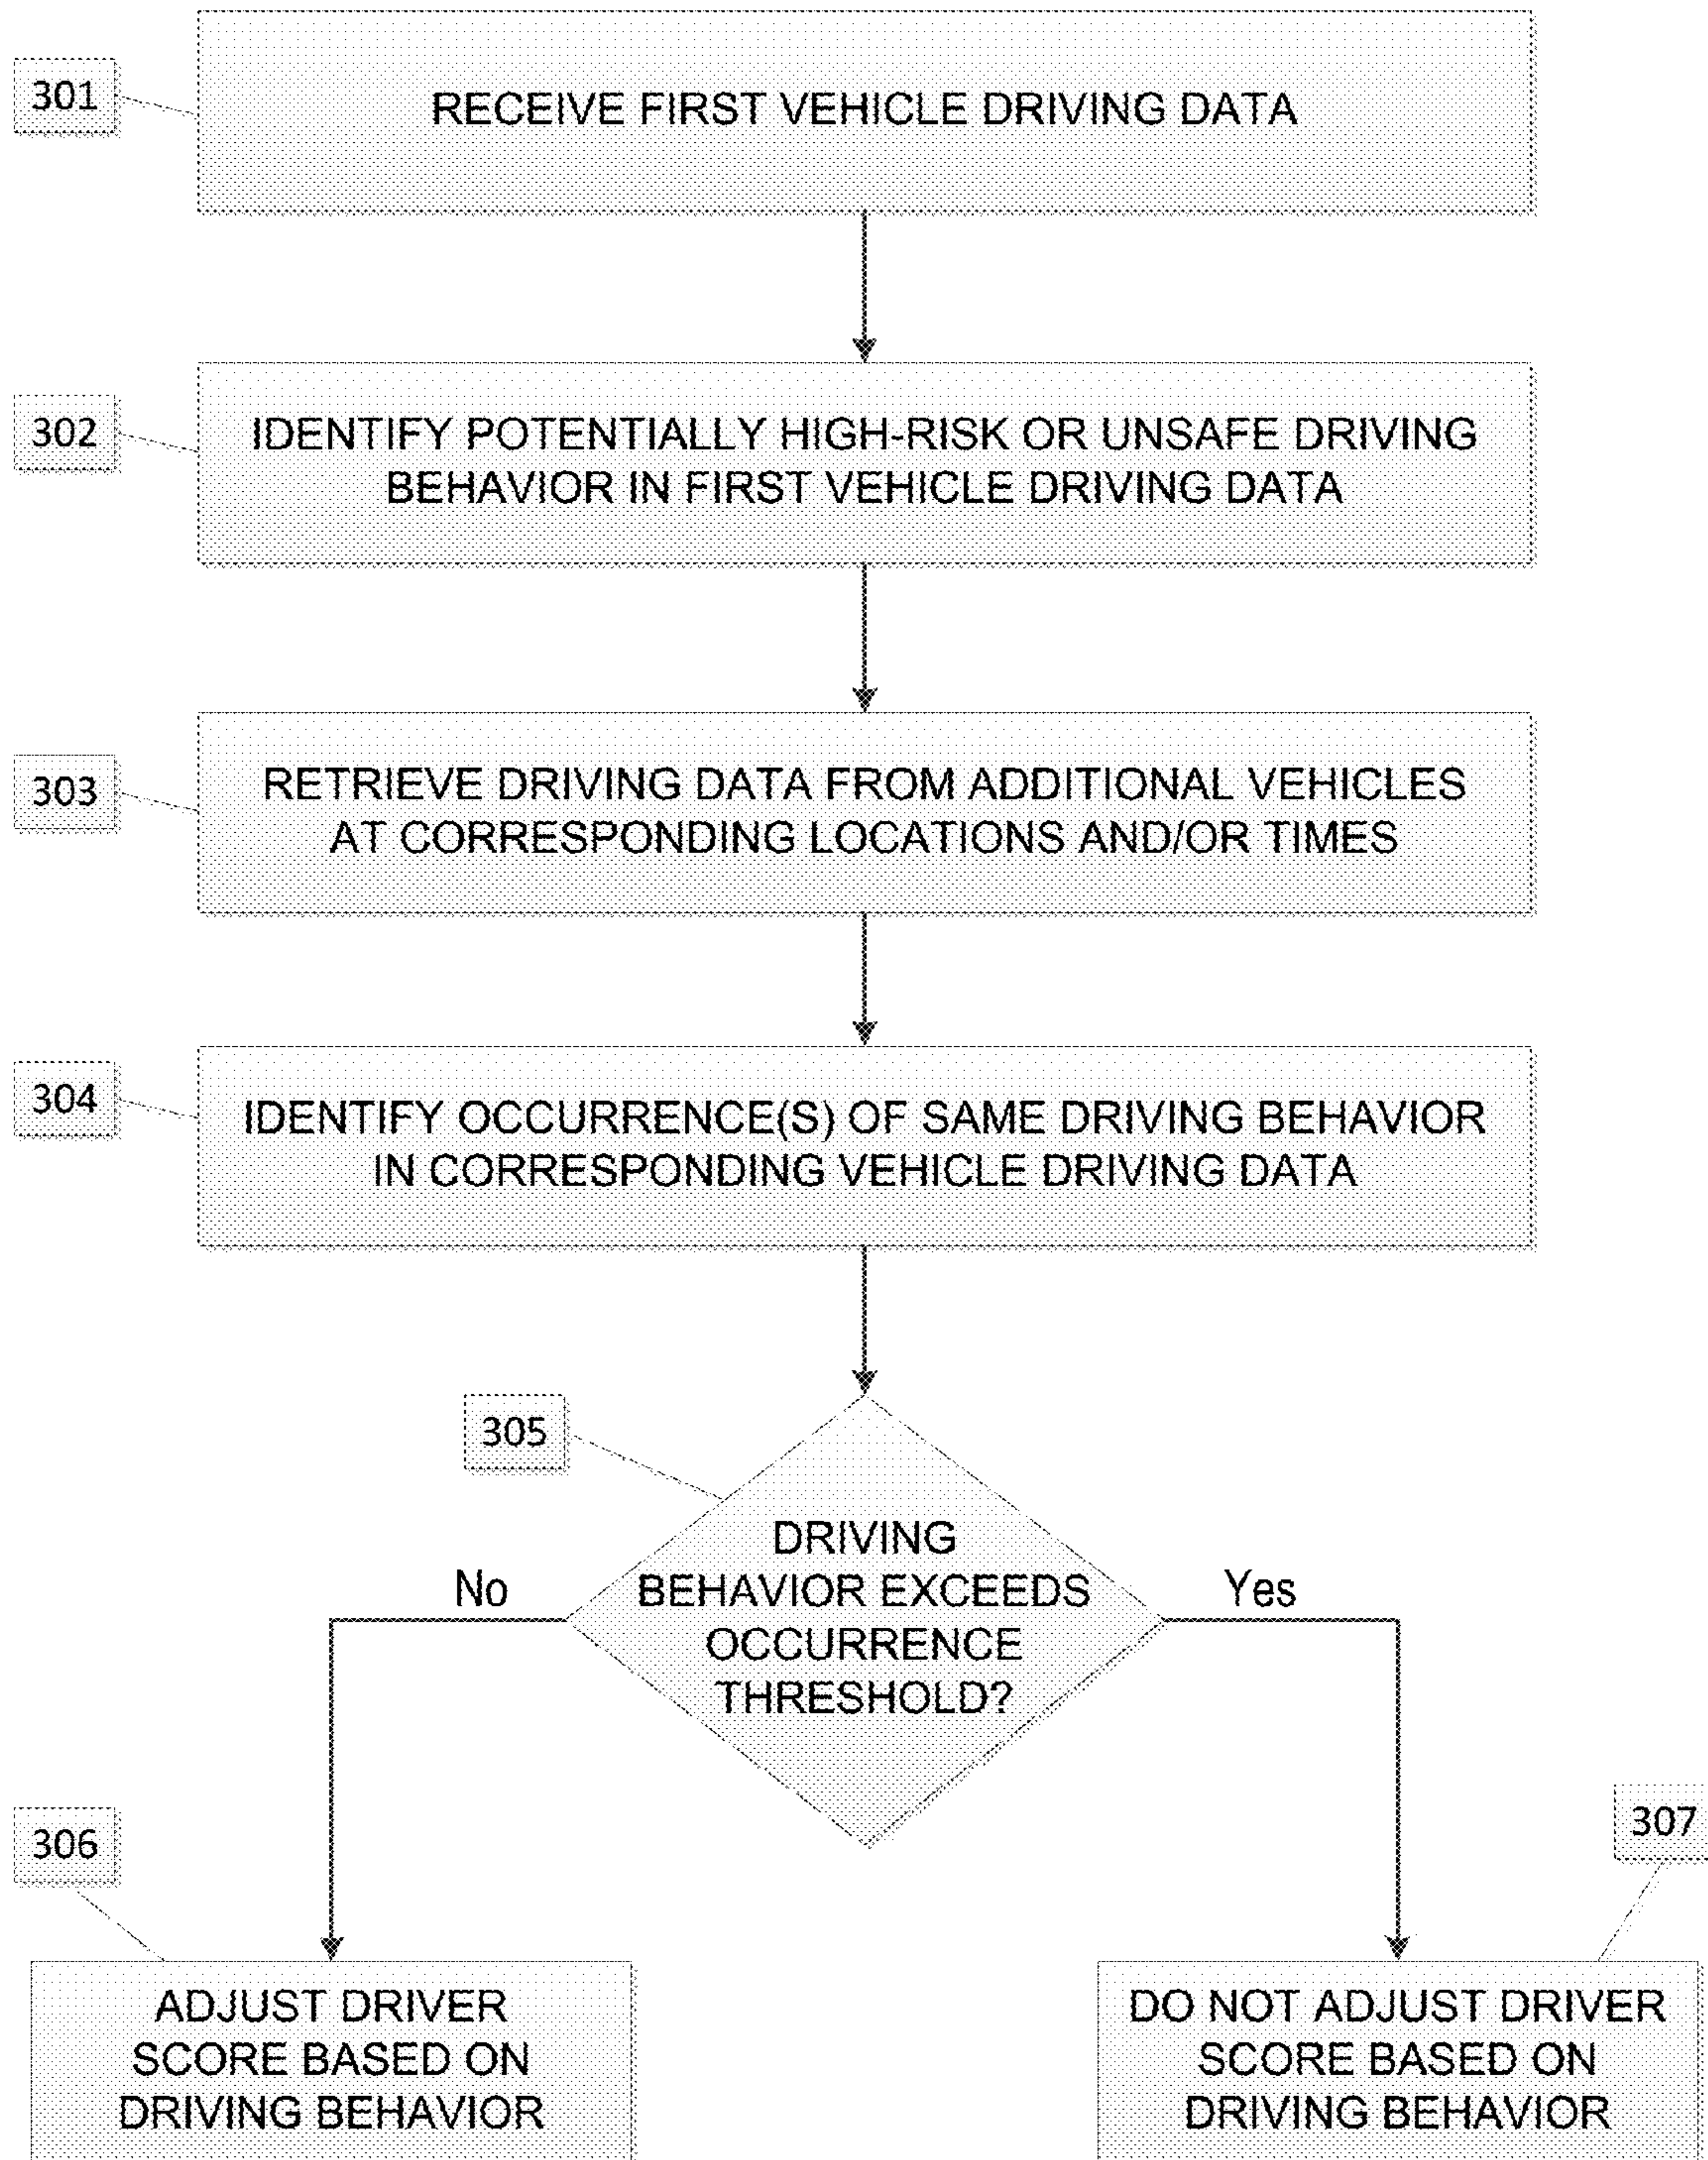 301
RECEIVE FIRST VEHICLE DRIVING DATA
302
IDENTIFY POTENTIALLY HIGH-RISK OR UNSAFE DRIVING
BEHAVIOR IN FIRST VEHICLE DRIVING DATA
303
RETRIEVE DRIVING DATA FROM ADDITIONAL VEHICLES
AT CORRESPONDING LOCATIONS AND/OR TIMES
304
IDENTIFY OCCURRENCE(S) OF SAME DRIVING BEHAVIOR
IN CORRESPONDING VEHICLE DRIVING DATA
305
DRIVING
BEHAVIOR EXCEEDS
OCCURRENCE
THRESHOLD?
No
Yes
306
ADJUST DRIVER
SCORE BASED ON
DRIVING BEHAVIOR
307
DO NOT ADJUST DRIVER
SCORE BASED ON
DRIVING BEHAVIOR